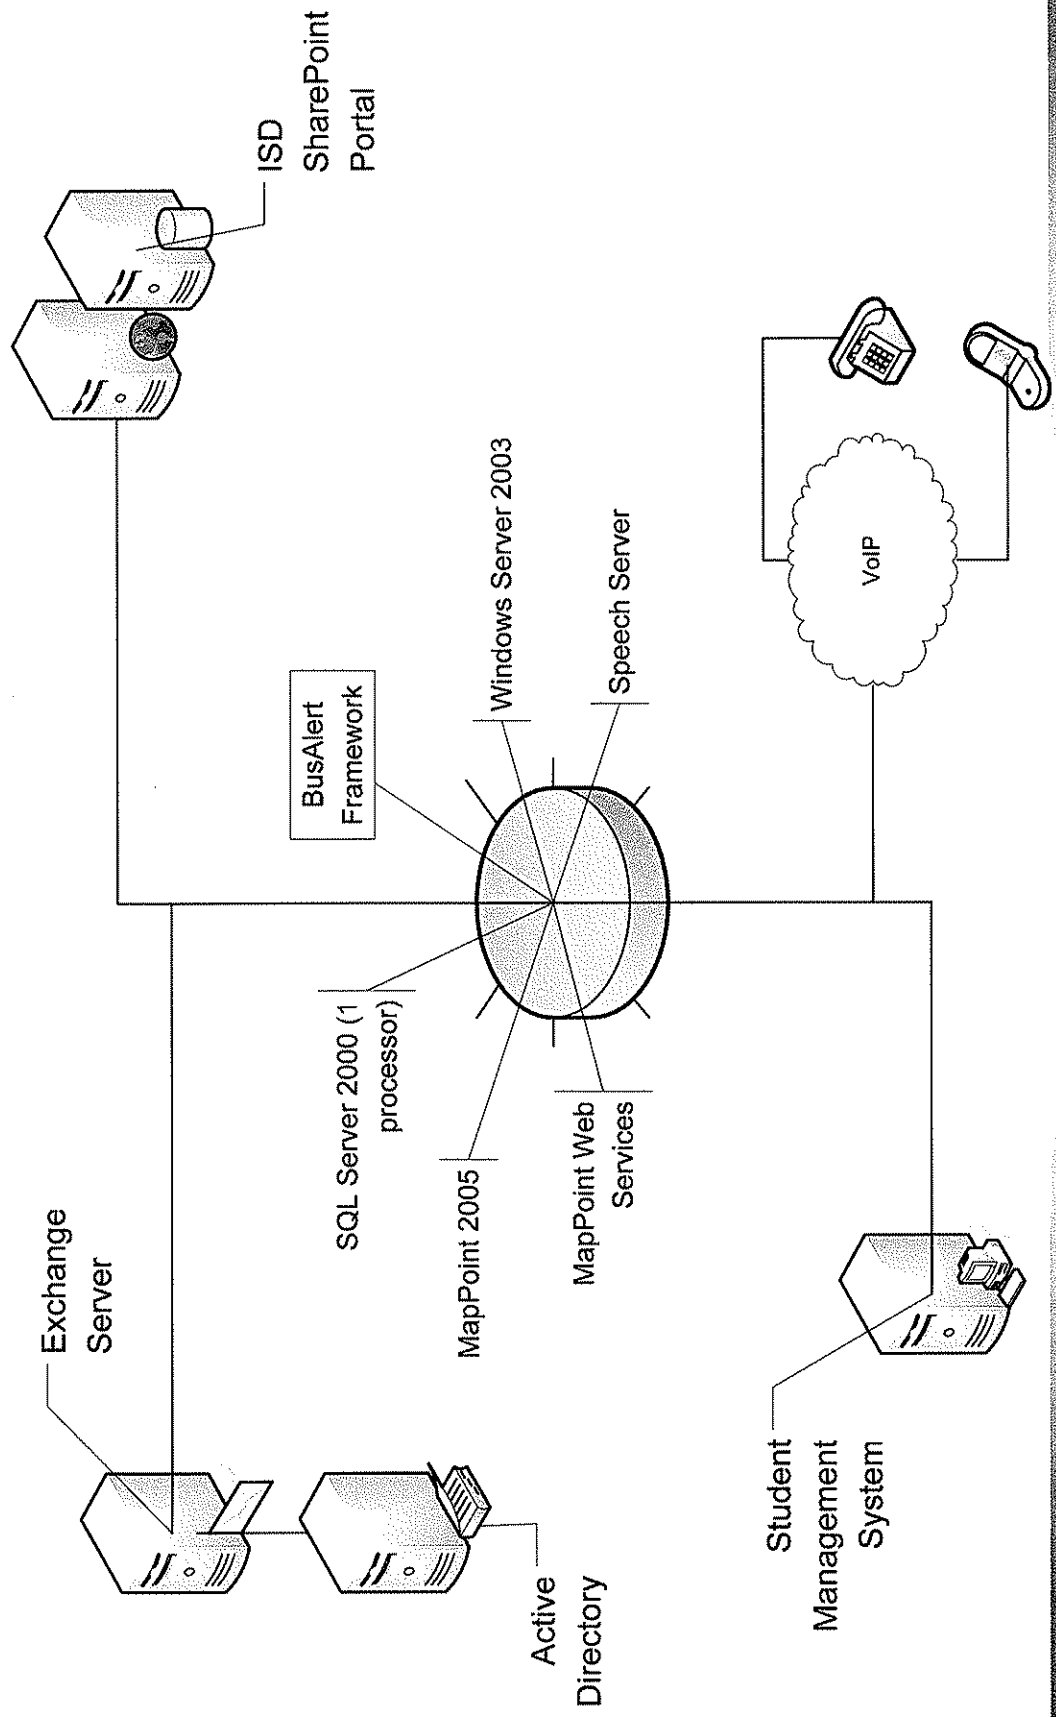 Exchange
Server
ISD
SharePoint
Portal
BusAlert
Framework
SQL Server 2000 (1
processor)
Windows Server 2003
MapPoint 2005
Speech Server
MapPoint Web
Services
Active
Directory
Student
Management
System
VoIP